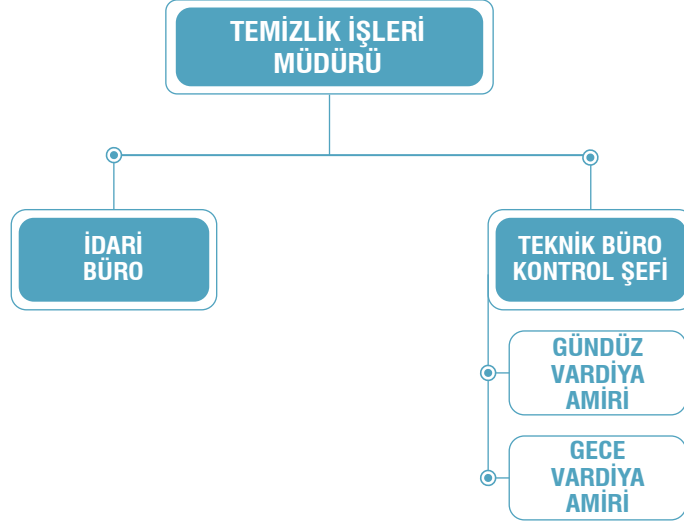 TEMİZLİK İŞLERİ
MÜDÜRÜ
İDARİ
BÜRO
TEKNİK BÜRO
KONTROL ŞEFİ
GÜNDÜZ
VARDİYA
AMİRİ
GECE
VARDİYA
AMİRİ